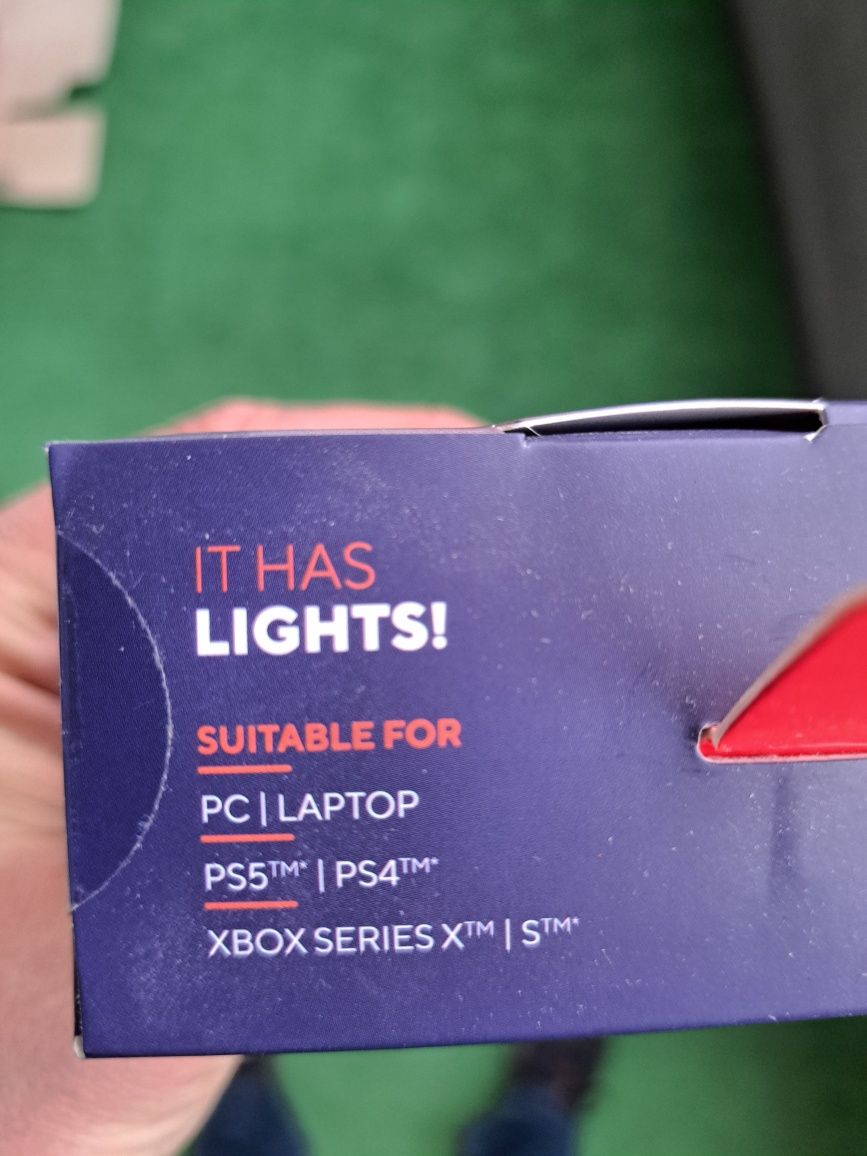 IT HAS
LIGHTS!
SUITABLE FOR
PC | LAPTOP
PS5™* | PS4™*
XBOX SERIES X™ | S™*